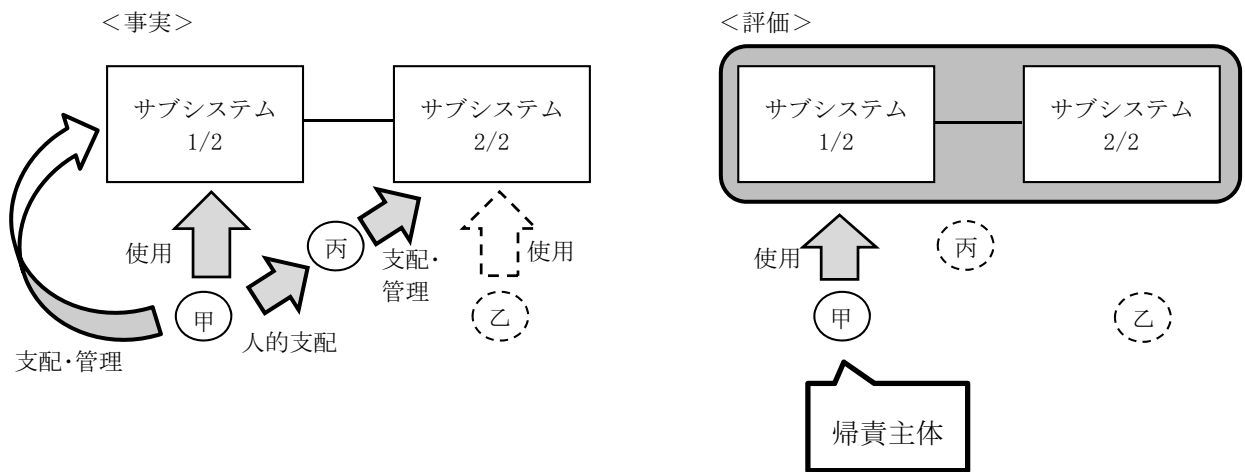 ＜事実＞
サブシステム
1/2
サブシステム
2/2
使用
丙
支配・
管理
使用
甲
人的支配
乙
支配・管理
＜評価＞
サブシステム
1/2
サブシステム
2/2
使用
丙
甲
乙
帰責主体